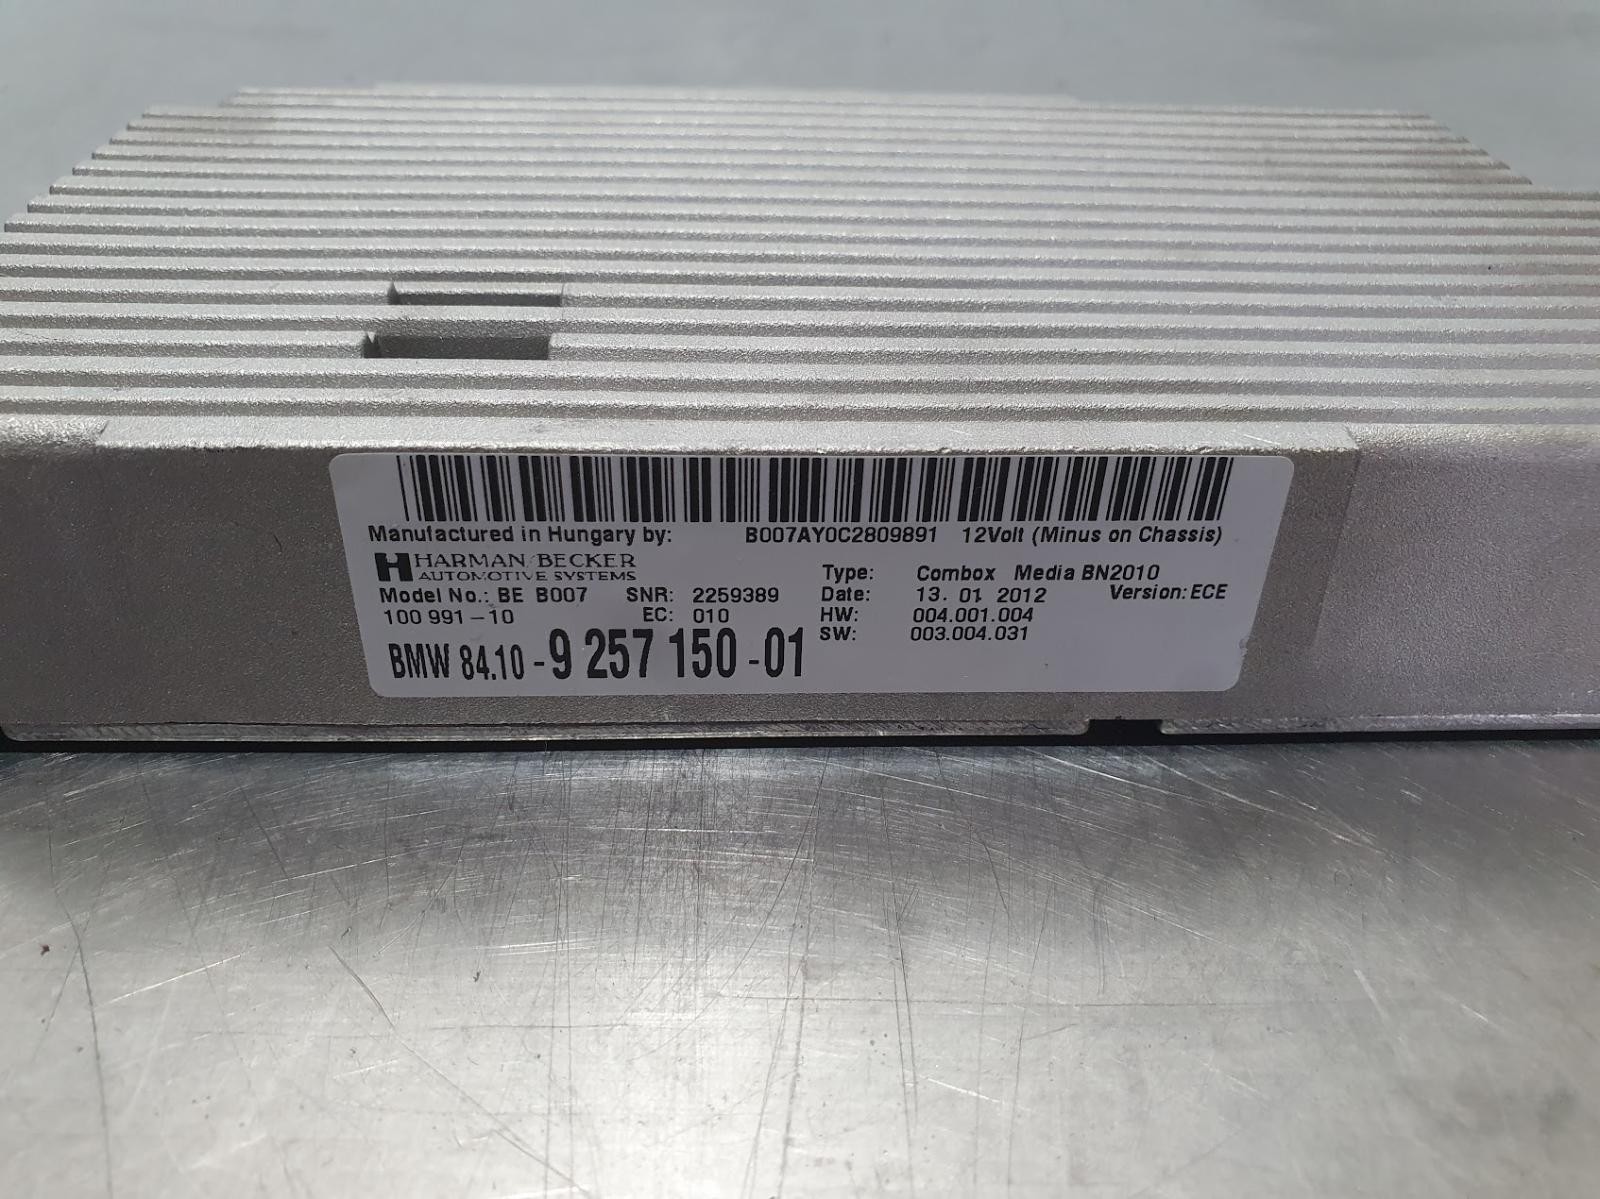 Manufactured in Hungary by: B007AY0C2809891 12Volt (Minus on Chassis)
HARMAN/BECKER
AUTOMOTIVE SYSTEMS
Type: Combox Media BN2010
Model No.: BE B007 SNR: 2259389 Date: 13. 01 2012 Version: ECE
100 991-10 EC: 010 HW: 004.001.004
SW: 003.004.031
BMW 84.10 - 9 257 150 - 01